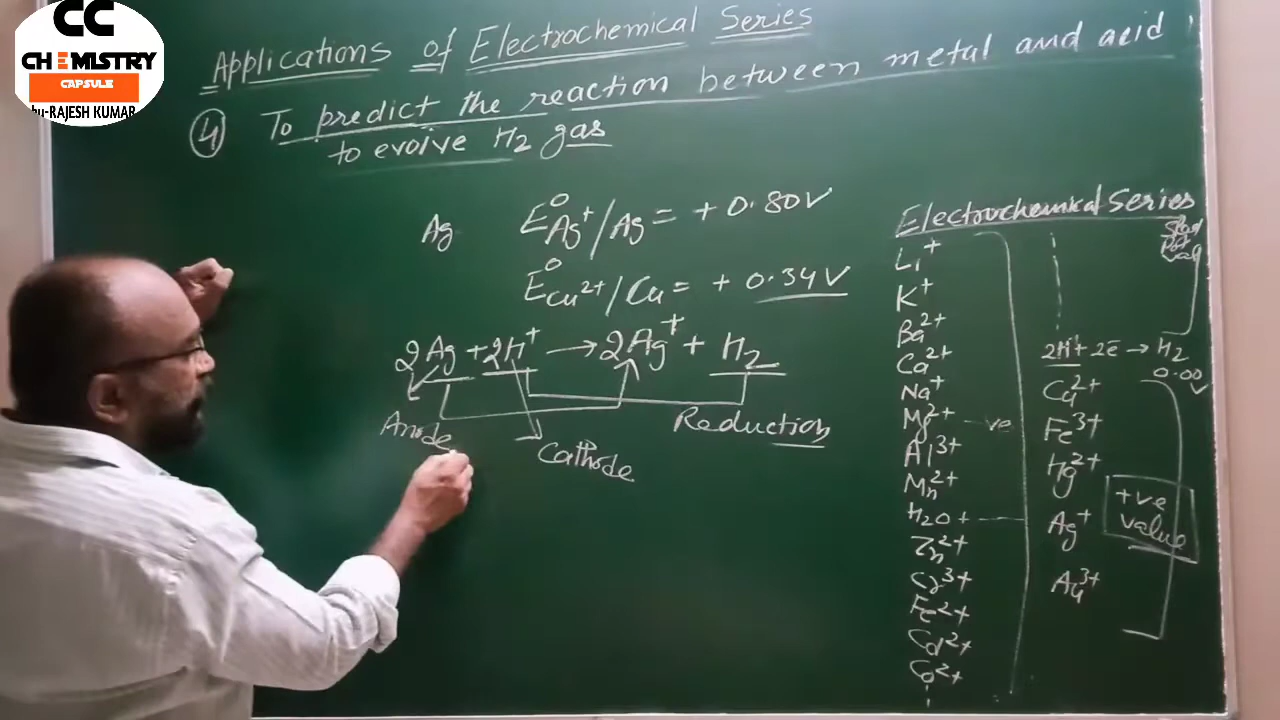 CC
CHEMISTRY
CAPSULE
by-RAJESH KUMAR
Applications of Electrochemical Series
④ To predict the reaction between metal and acid
to evolve H₂ gas
Ag E⁰Ag⁺/Ag = + 0.80V
E⁰Cu²⁺/Cu = + 0.34V
2Ag + 2H⁺ → 2Ag⁺ + H₂
Anode
Cathode
Reduction
Electrochemical Series
Li⁺
K⁺
Ba²⁺
Ca²⁺
Na⁺
Mg²⁺ -ve
Al³⁺
Mn²⁺
H₂O +
Zn²⁺
Cr³⁺
Fe²⁺
Cd²⁺
Co²⁺
2H⁺ + 2e⁻ → H₂
0.00 V
Cu²⁺
Fe³⁺
Hg²⁺
Ag⁺
Au³⁺
+ve
value